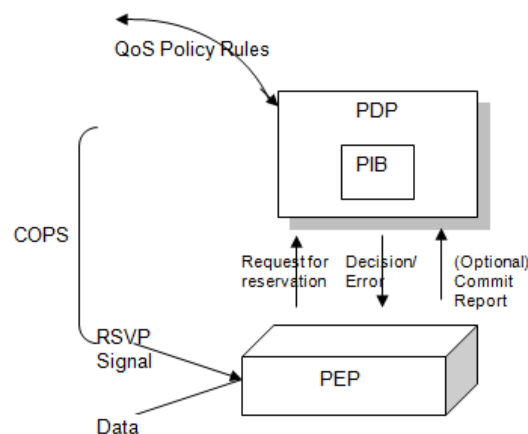 QoS Policy Rules
PDP
PIB
COPS
Request for
reservation
Decision/
Error
(Optional)
Commit
Report
RSVP
Signal
PEP
Data